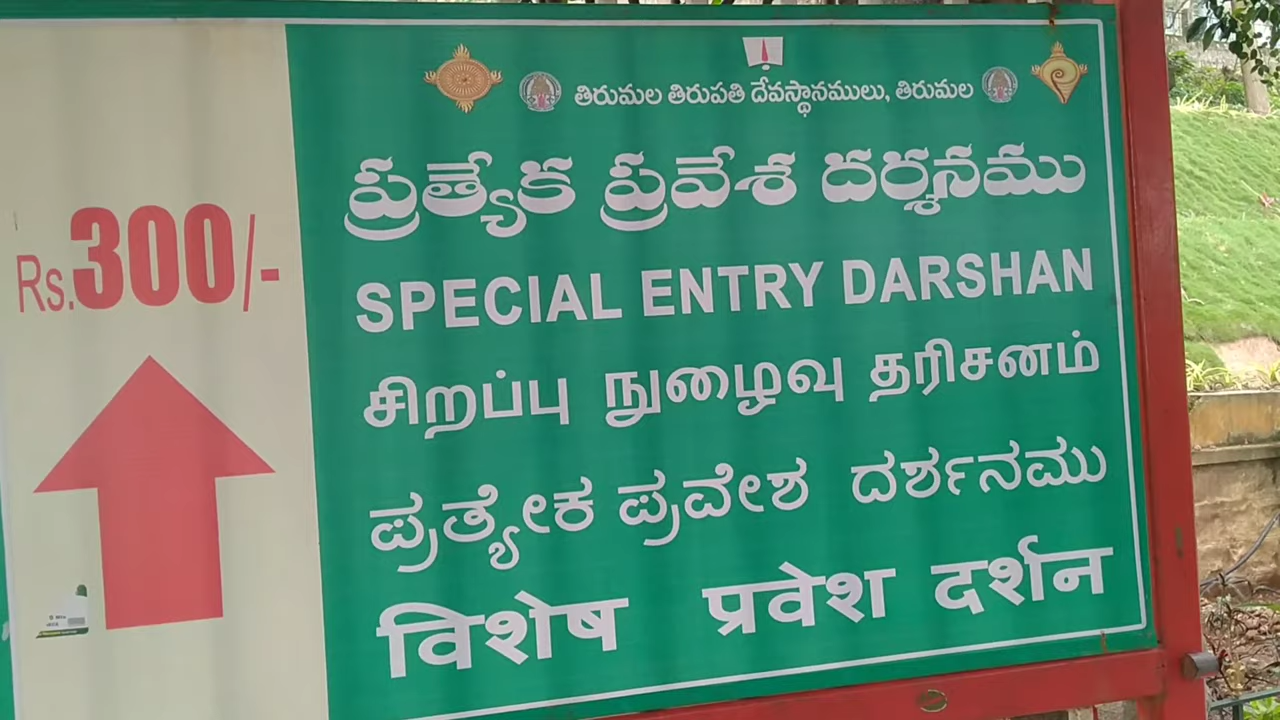 తిరుమల తిరుపతి దేవస్థానములు, తిరుమల
ప్రత్యేక ప్రవేశ దర్శనము
Rs.300/-
SPECIAL ENTRY DARSHAN
சிறப்பு நுழைவு தரிசனம்
ಪ್ರತ್ಯೇಕ ಪ್ರವೇಶ ದರ್ಶನಮು
विशेष प्रवेश दर्शन